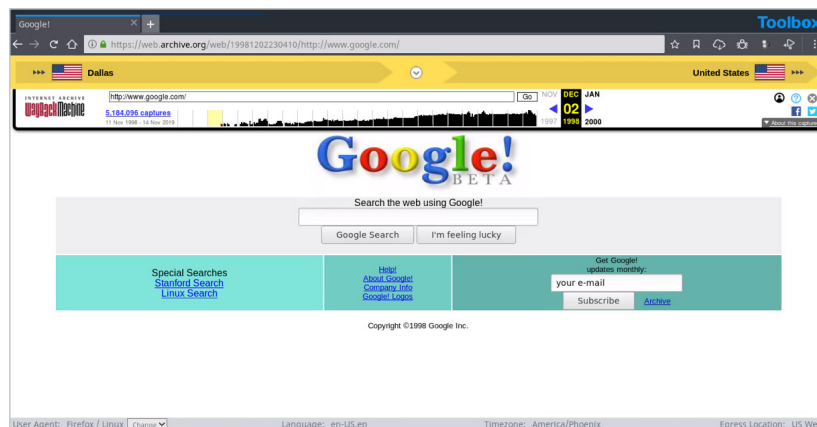 Google!
Toolbox
https://web.archive.org/web/19981202230410/http://www.google.com/
Dallas
United States
INTERNET ARCHIVE
WayBack Machine
http://www.google.com/
Go
NOV DEC JAN
5,184,096 captures
02
11 Nov 1998 - 14 Nov 2019
1997 1998 2000
About this capture
Google!
BETA
Search the web using Google!
Google Search
I'm feeling lucky
Special Searches
Stanford Search
Linux Search
Help!
About Google!
Company Info
Google! Logos
Get Google!
updates monthly:
your e-mail
Subscribe
Archive
Copyright ©1998 Google Inc.
User Agent: Firefox / Linux Change
Language: en-US,en
Timezone: America/Phoenix
Egress Location: US We